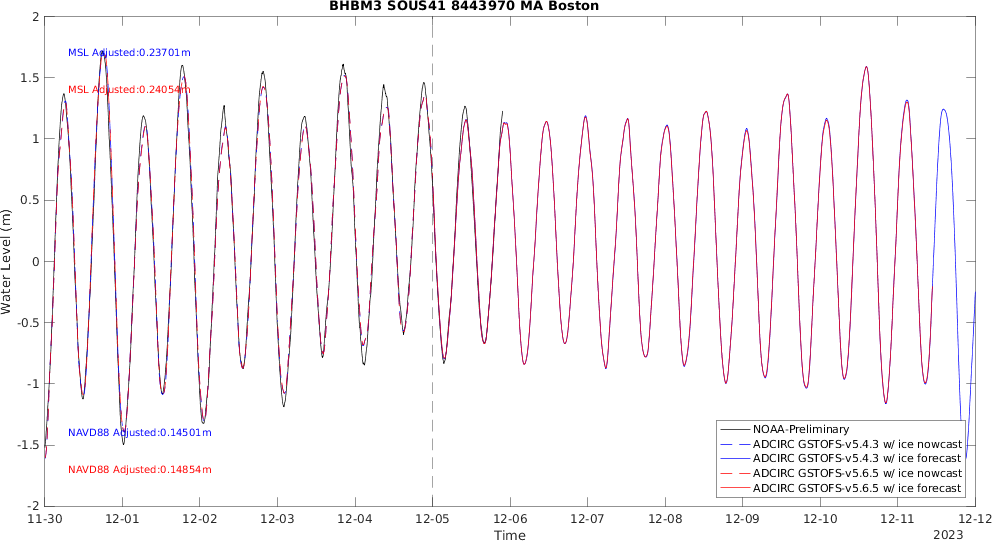 BHBM3 SOUS41 8443970 MA Boston
2
1.5
1
0.5
0
-0.5
-1
-1.5
-2
Water Level (m)
MSL Adjusted:0.23701m
MSL Adjusted:0.24054m
NAVD88 Adjusted:0.14501m
NAVD88 Adjusted:0.14854m
NOAA-Preliminary
ADCIRC GSTOFS-v5.4.3 w/ ice nowcast
ADCIRC GSTOFS-v5.4.3 w/ ice forecast
ADCIRC GSTOFS-v5.6.5 w/ ice nowcast
ADCIRC GSTOFS-v5.6.5 w/ ice forecast
11-30 12-01 12-02 12-03 12-04 12-05 12-06 12-07 12-08 12-09 12-10 12-11 12-12
Time
2023